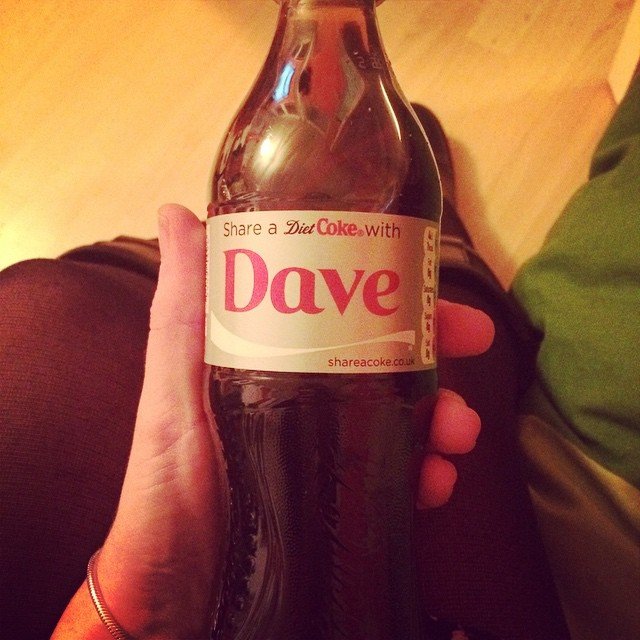 Share a Diet Coke with
Dave
shareacoke.co.uk